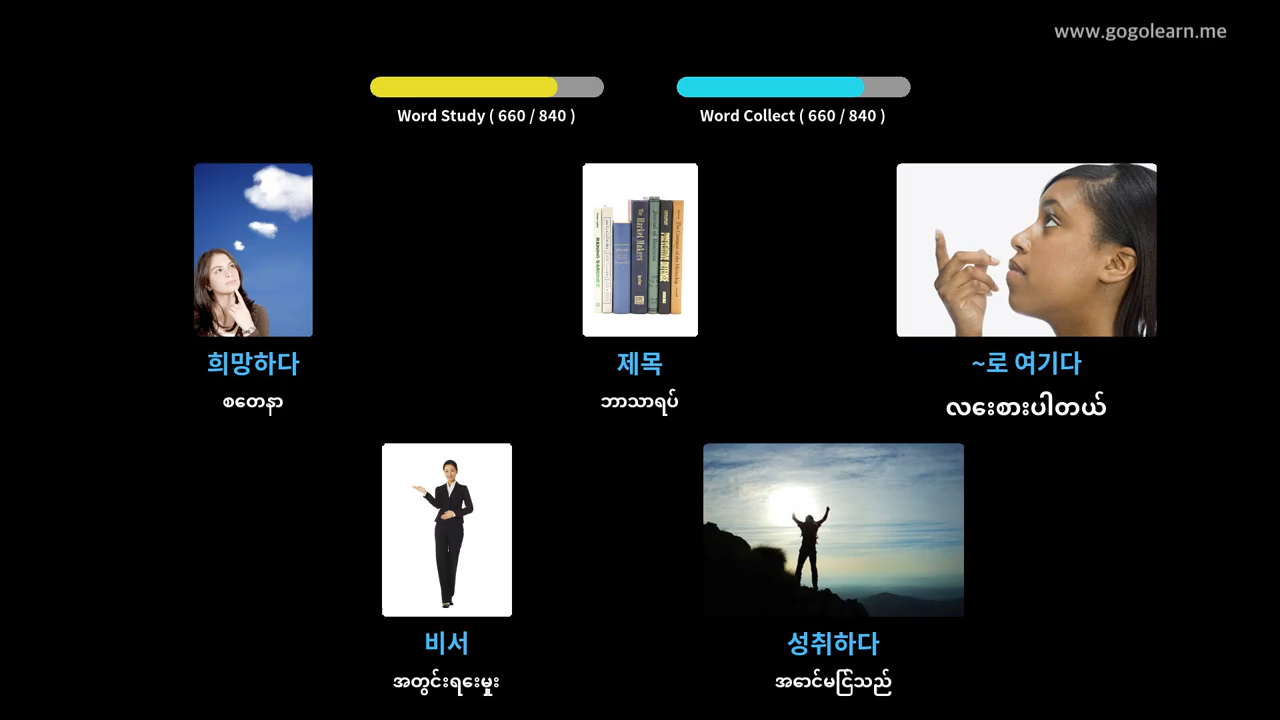 www.gogolearn.me
Word Study ( 660 / 840 )
Word Collect ( 660 / 840 )
희망하다
제목
~로 여기다
စေတနာ
ဘာသာရပ်
လေးစားပါတယ်
비서
성취하다
အတွင်းရေးမှူး
အောင်မြင်သည်